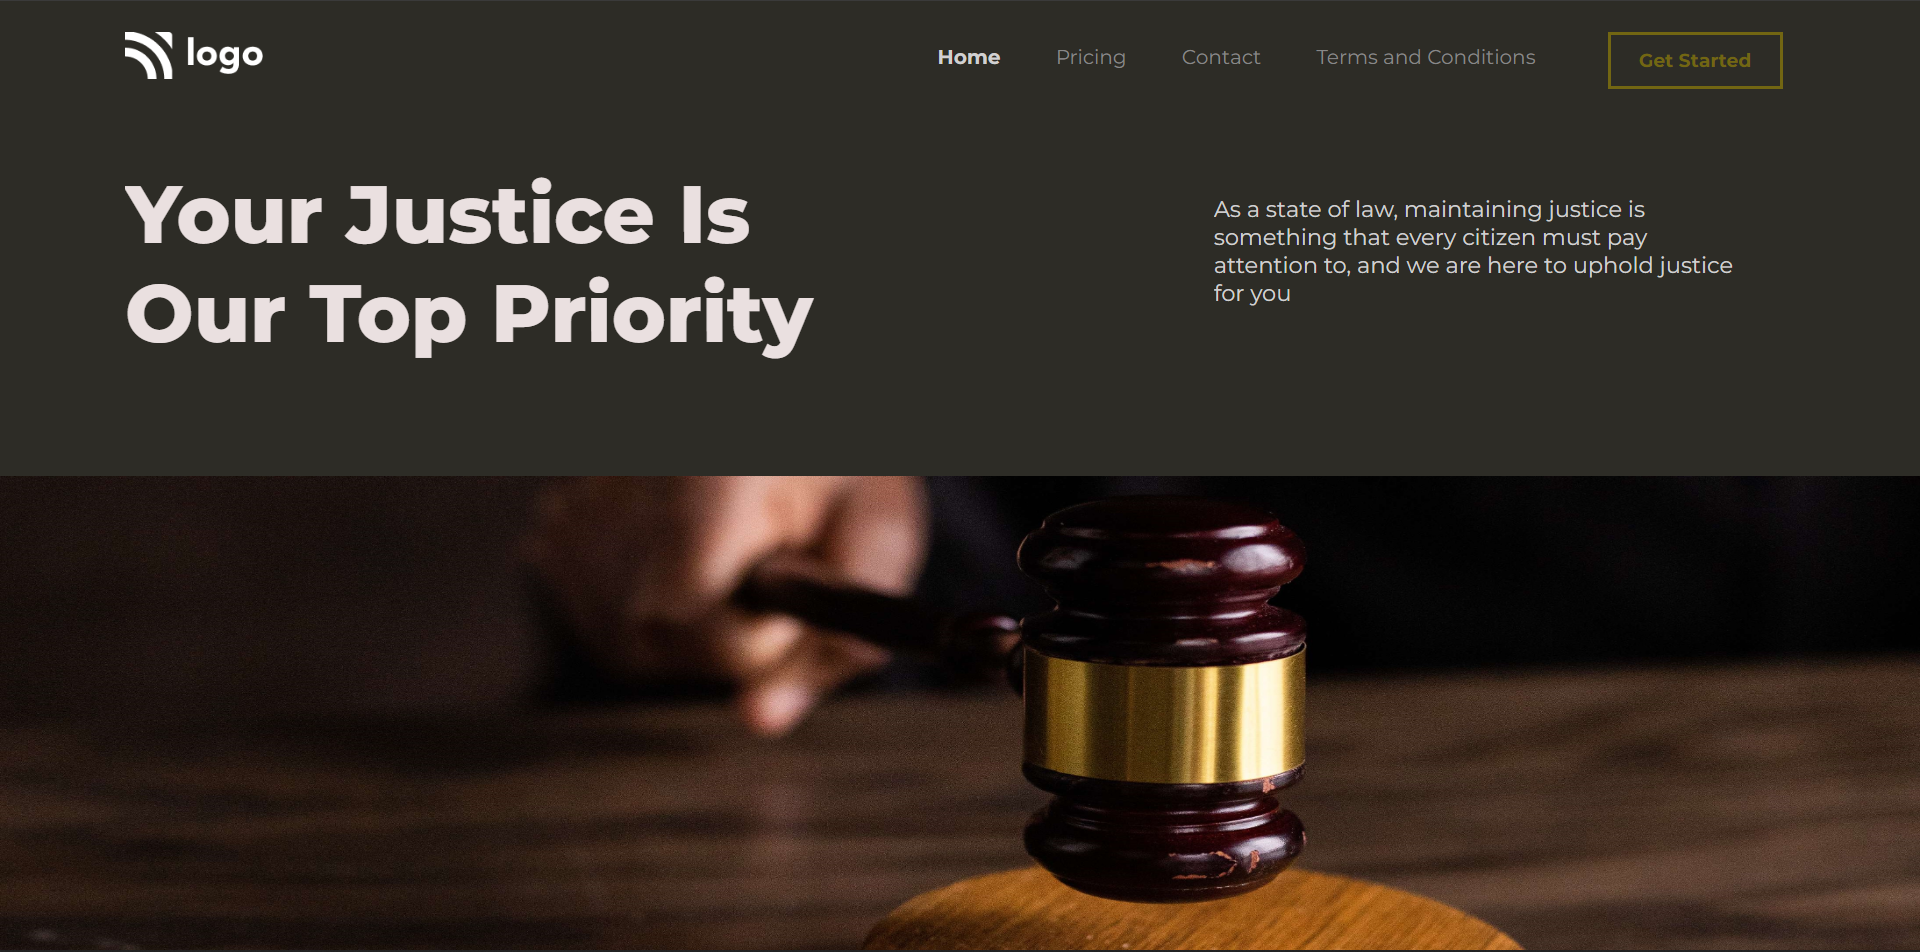 logo
Home
Pricing
Contact
Terms and Conditions
Get Started
Your Justice Is
Our Top Priority
As a state of law, maintaining justice is
something that every citizen must pay
attention to, and we are here to uphold justice
for you